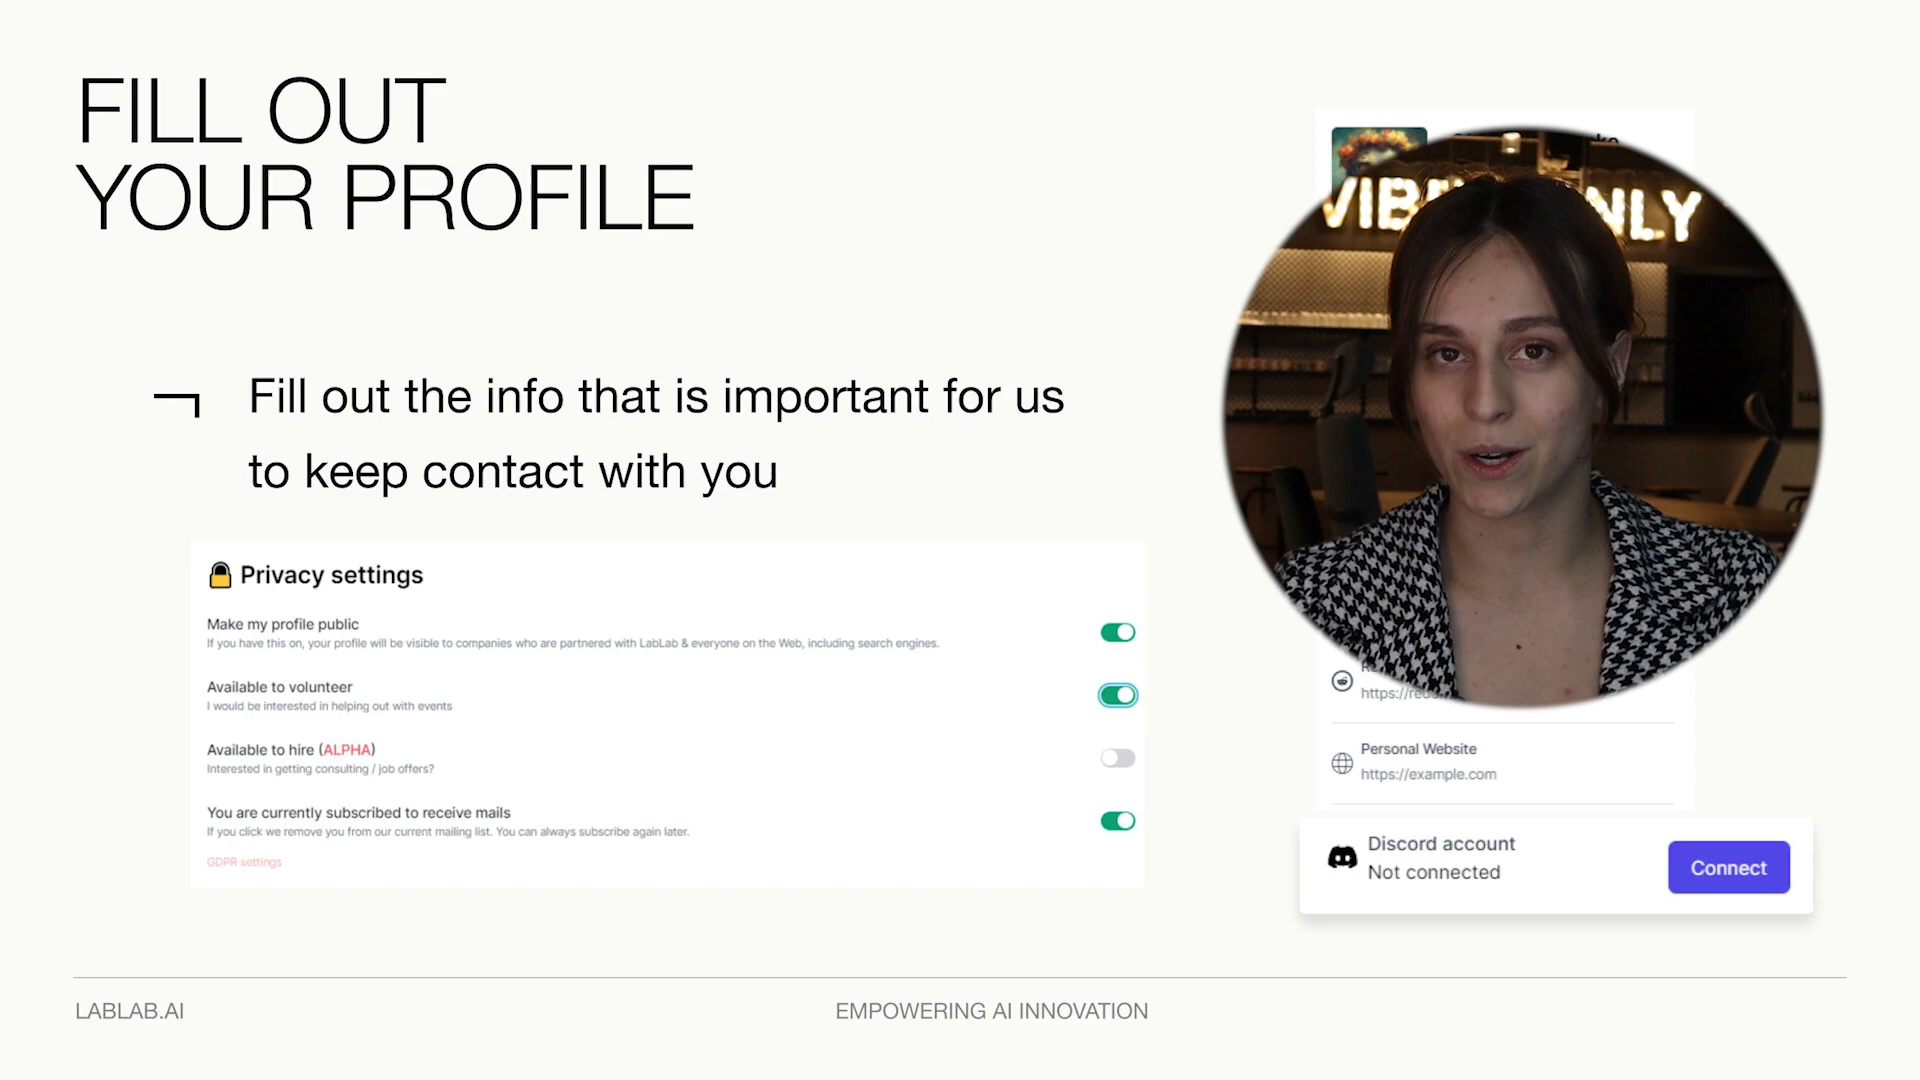 FILL OUT
YOUR PROFILE
Fill out the info that is important for us
to keep contact with you
🔒 Privacy settings
Make my profile public
If you have this on, your profile will be visible to companies who are partnered with LabLab & everyone on the Web, including search engines.
Available to volunteer
I would be interested in helping out with events
Available to hire (ALPHA)
Interested in getting consulting / job offers?
You are currently subscribed to receive mails
If you click we remove you from our current mailing list. You can always subscribe again later.
GDPR settings
Personal Website
https://example.com
Discord account
Not connected
Connect
LABLAB.AI
EMPOWERING AI INNOVATION